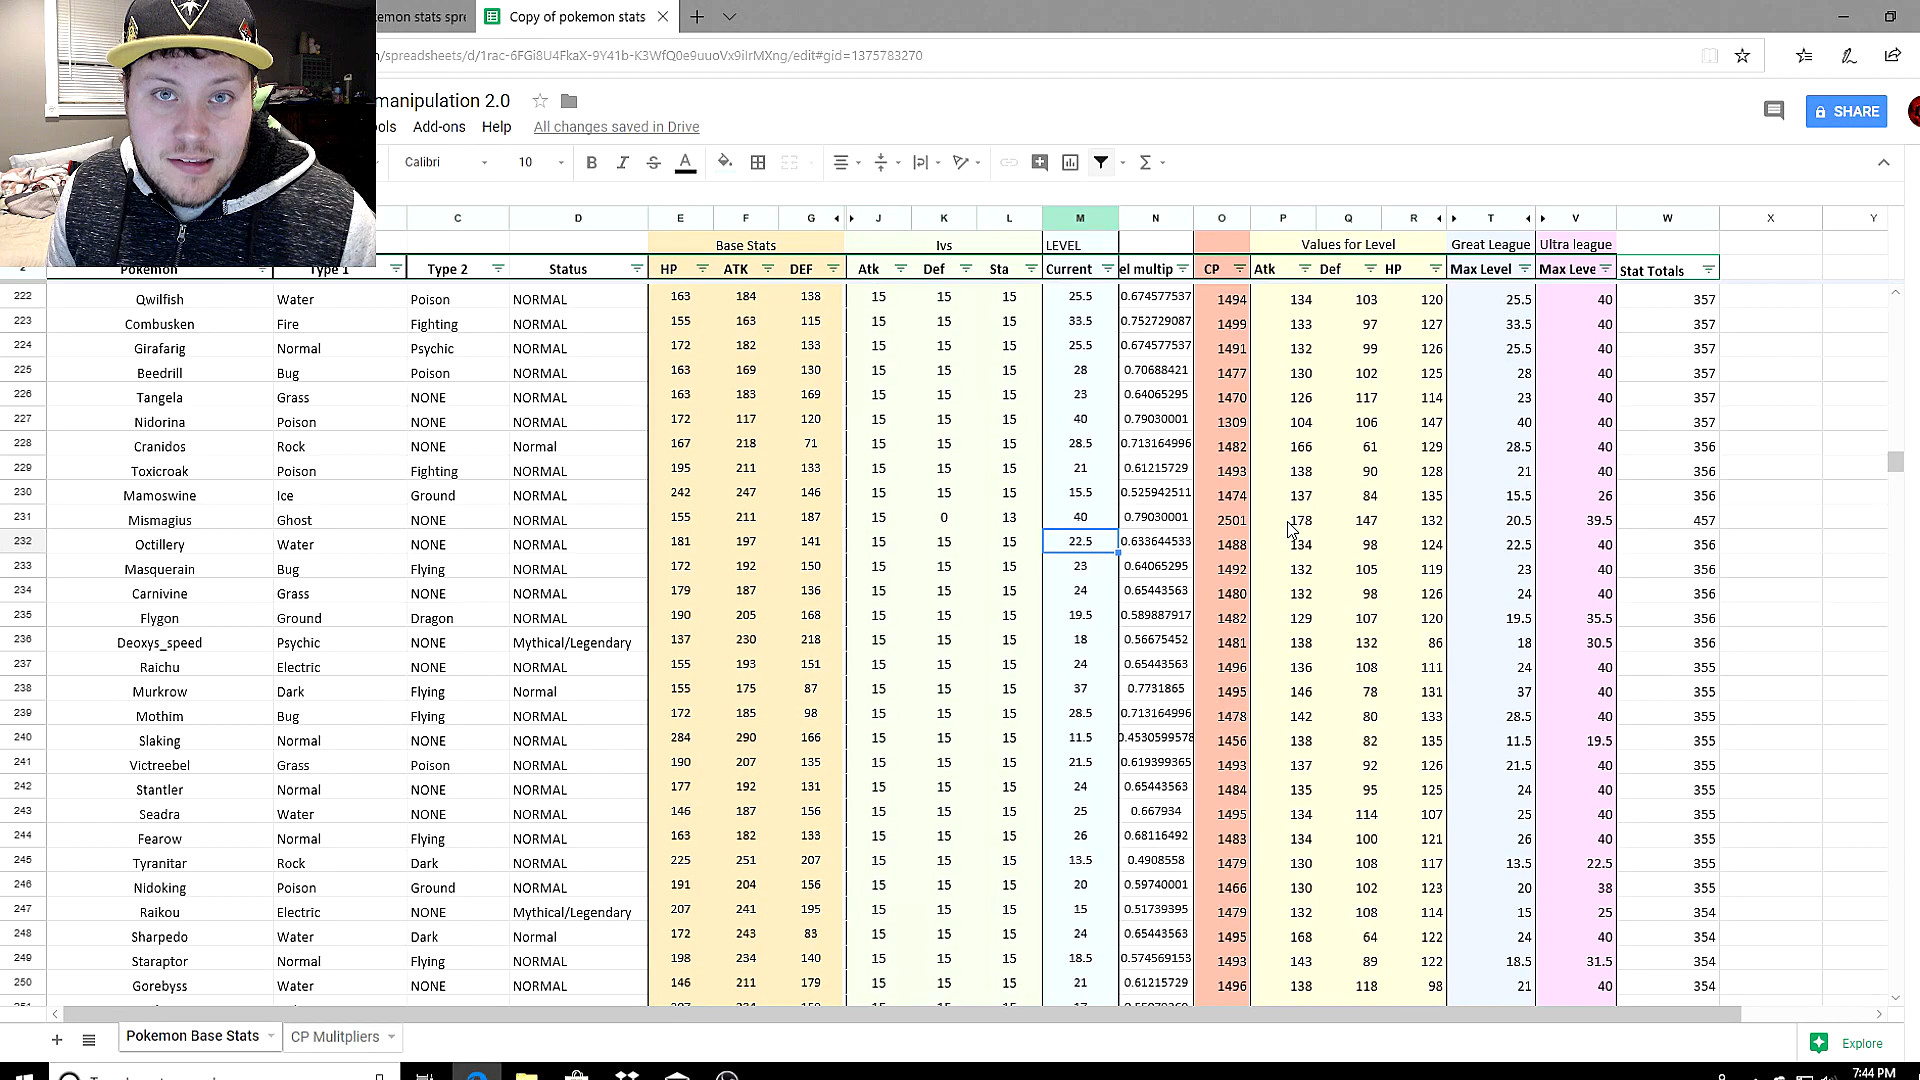 kemon stats spre Copy of pokemon stats
/spreadsheets/d/1rac-6FGi8U4FkaX-9Y41b-K3WfQ0e9uuoVx9iIrMXng/edit#gid=1375783270
manipulation 2.0 SHARE
ols Add-ons Help All changes saved in Drive
Calibri 10
C D E F G J K L M N O P Q R T V W X Y
Base Stats Ivs LEVEL Values for Level Great League Ultra league
Pokemon Type 1 Type 2 Status HP ATK DEF Atk Def Sta Current el multip CP Atk Def HP Max Level Max Leve Stat Totals
222 Qwilfish Water Poison NORMAL 163 184 138 15 15 15 25.5 0.674577537 1494 134 103 120 25.5 40 357
223 Combusken Fire Fighting NORMAL 155 163 115 15 15 15 33.5 0.752729087 1499 133 97 127 33.5 40 357
224 Girafarig Normal Psychic NORMAL 172 182 133 15 15 15 25.5 0.674577537 1491 132 99 126 25.5 40 357
225 Beedrill Bug Poison NORMAL 163 169 130 15 15 15 28 0.70688421 1477 130 102 125 28 40 357
226 Tangela Grass NONE NORMAL 163 183 169 15 15 15 23 0.64065295 1470 126 117 114 23 40 357
227 Nidorina Poison NONE NORMAL 172 117 120 15 15 15 40 0.79030001 1309 104 106 147 40 40 357
228 Cranidos Rock NONE Normal 167 218 71 15 15 15 28.5 0.713164996 1482 166 61 129 28.5 40 356
229 Toxicroak Poison Fighting NORMAL 195 211 133 15 15 15 21 0.61215729 1493 138 90 128 21 40 356
230 Mamoswine Ice Ground NORMAL 242 247 146 15 15 15 15.5 0.525942511 1474 137 84 135 15.5 26 356
231 Mismagius Ghost NONE NORMAL 155 211 187 15 0 13 40 0.79030001 2501 178 147 132 20.5 39.5 457
232 Octillery Water NONE NORMAL 181 197 141 15 15 15 22.5 0.633644533 1488 134 98 124 22.5 40 356
233 Masquerain Bug Flying NORMAL 172 192 150 15 15 15 23 0.64065295 1492 132 105 119 23 40 356
234 Carnivine Grass NONE NORMAL 179 187 136 15 15 15 24 0.65443563 1480 132 98 126 24 40 356
235 Flygon Ground Dragon NORMAL 190 205 168 15 15 15 19.5 0.589887917 1482 129 107 120 19.5 35.5 356
236 Deoxys_speed Psychic NONE Mythical/Legendary 137 230 218 15 15 15 18 0.56675452 1481 138 132 86 18 30.5 356
237 Raichu Electric NONE NORMAL 155 193 151 15 15 15 24 0.65443563 1496 136 108 111 24 40 355
238 Murkrow Dark Flying Normal 155 175 87 15 15 15 37 0.7731865 1495 146 78 131 37 40 355
239 Mothim Bug Flying NORMAL 172 185 98 15 15 15 28.5 0.713164996 1478 142 80 133 28.5 40 355
240 Slaking Normal NONE NORMAL 284 290 166 15 15 15 11.5 0.4530599578 1456 138 82 135 11.5 19.5 355
241 Victreebel Grass Poison NORMAL 190 207 135 15 15 15 21.5 0.619399365 1493 137 92 126 21.5 40 355
242 Stantler Normal NONE NORMAL 177 192 131 15 15 15 24 0.65443563 1484 135 95 125 24 40 355
243 Seadra Water NONE NORMAL 146 187 156 15 15 15 25 0.667934 1495 134 114 107 25 40 355
244 Fearow Normal Flying NORMAL 163 182 133 15 15 15 26 0.68116492 1483 134 100 121 26 40 355
245 Tyranitar Rock Dark NORMAL 225 251 207 15 15 15 13.5 0.4908558 1479 130 108 117 13.5 22.5 355
246 Nidoking Poison Ground NORMAL 191 204 156 15 15 15 20 0.59740001 1466 130 102 123 20 38 355
247 Raikou Electric NONE Mythical/Legendary 207 241 195 15 15 15 15 0.51739395 1479 132 108 114 15 25 354
248 Sharpedo Water Dark Normal 172 243 83 15 15 15 24 0.65443563 1495 168 64 122 24 40 354
249 Staraptor Normal Flying NORMAL 198 234 140 15 15 15 18.5 0.574569153 1493 143 89 122 18.5 31.5 354
250 Gorebyss Water NONE NORMAL 146 211 179 15 15 15 21 0.61215729 1496 138 118 98 21 40 354
Pokemon Base Stats CP Mulitpliers Explore
7:44 PM